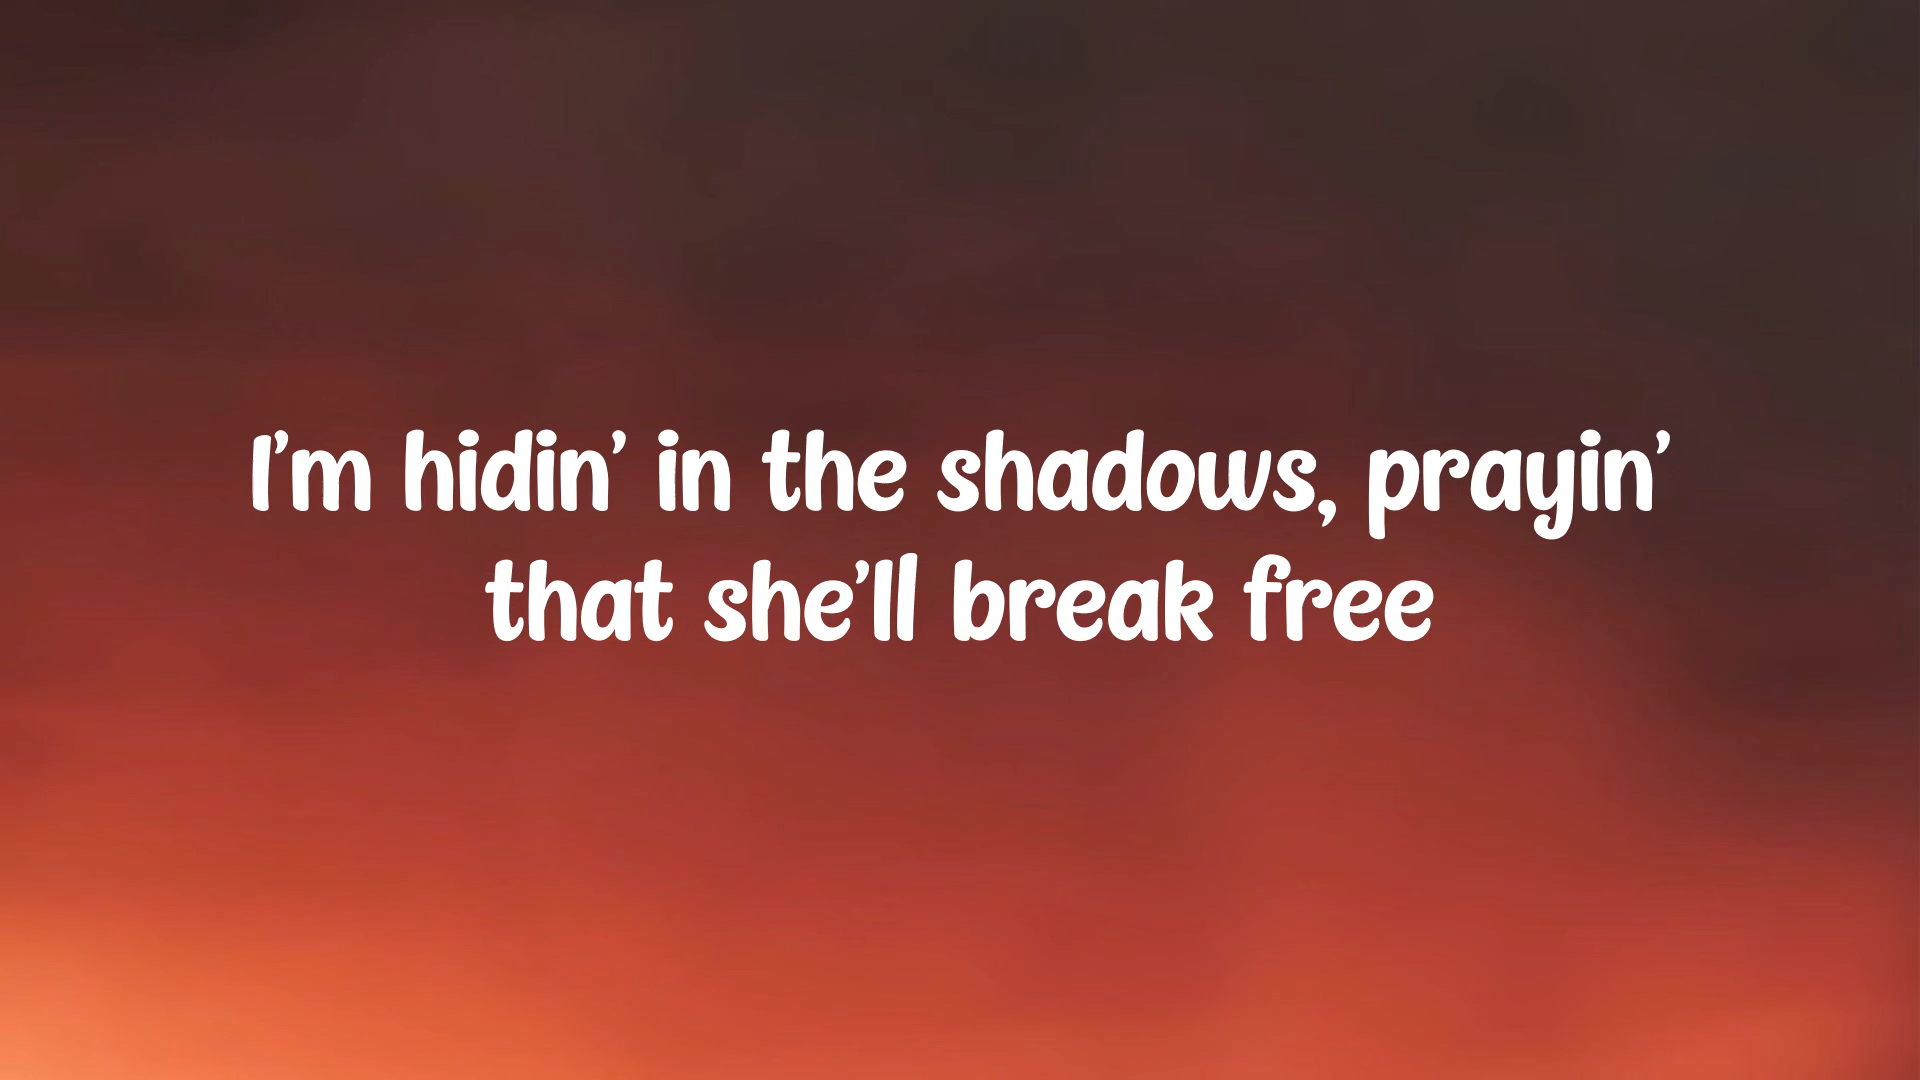 I’m hidin’ in the shadows, prayin’
that she’ll break free